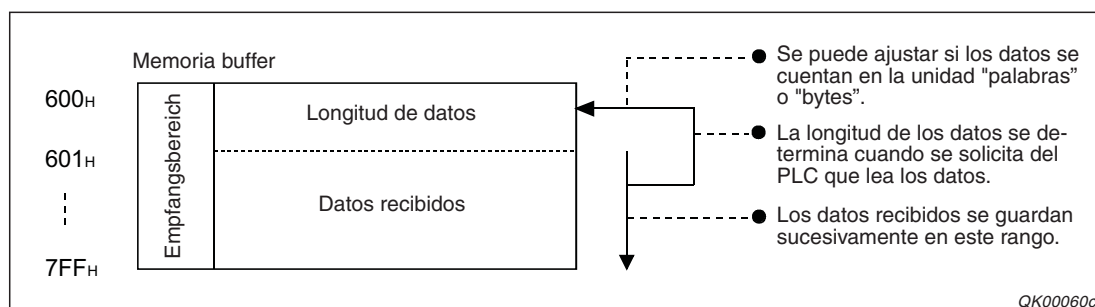 Memoria buffer
600H
601H
7FFH
Empfangsbereich
Longitud de datos
Datos recibidos
Se puede ajustar si los datos se
cuentan en la unidad "palabras”
o "bytes”.
La longitud de los datos se de-
termina cuando se solicita del
PLC que lea los datos.
Los datos recibidos se guardan
sucesivamente en este rango.
QK00060c